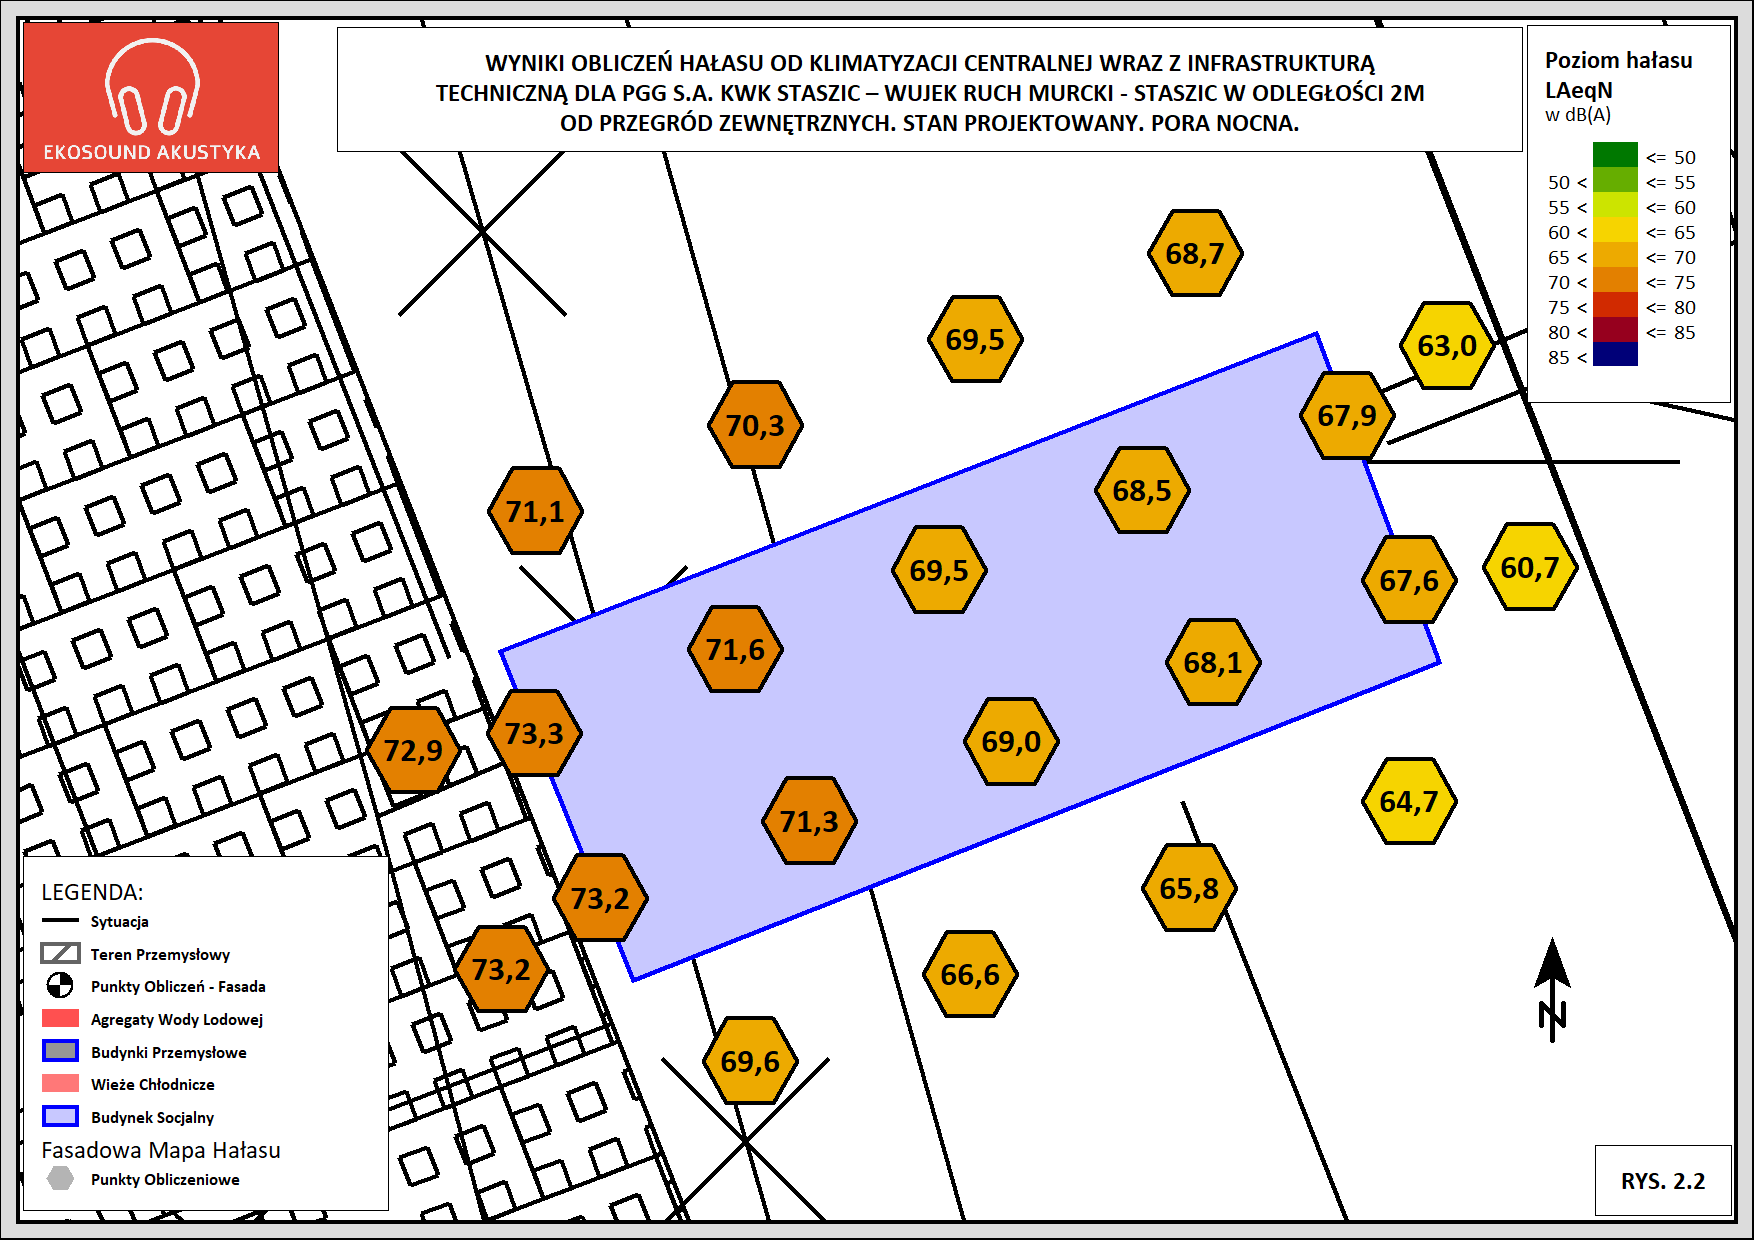 EKOSOUND AKUSTYKA
WYNIKI OBLICZEŃ HAŁASU OD KLIMATYZACJI CENTRALNEJ WRAZ Z INFRASTRUKTURĄ
TECHNICZNĄ DLA PGG S.A. KWK STASZIC – WUJEK RUCH MURCKI - STASZIC W ODLEGŁOŚCI 2M
OD PRZEGRÓD ZEWNĘTRZNYCH. STAN PROJEKTOWANY. PORA NOCNA.
Poziom hałasu
LAeqN
w dB(A)
<= 50
50 < <= 55
55 < <= 60
60 < <= 65
65 < <= 70
70 < <= 75
75 < <= 80
80 < <= 85
85 <
68,7
69,5
63,0
70,3
67,9
71,1
68,5
69,5
67,6
60,7
71,6
68,1
73,3
69,0
72,9
71,3
64,7
73,2
65,8
73,2
66,6
69,6
LEGENDA:
Sytuacja
Teren Przemysłowy
Punkty Obliczeń - Fasada
Agregaty Wody Lodowej
Budynki Przemysłowe
Wieże Chłodnicze
Budynek Socjalny
Fasadowa Mapa Hałasu
Punkty Obliczeniowe
N
RYS. 2.2